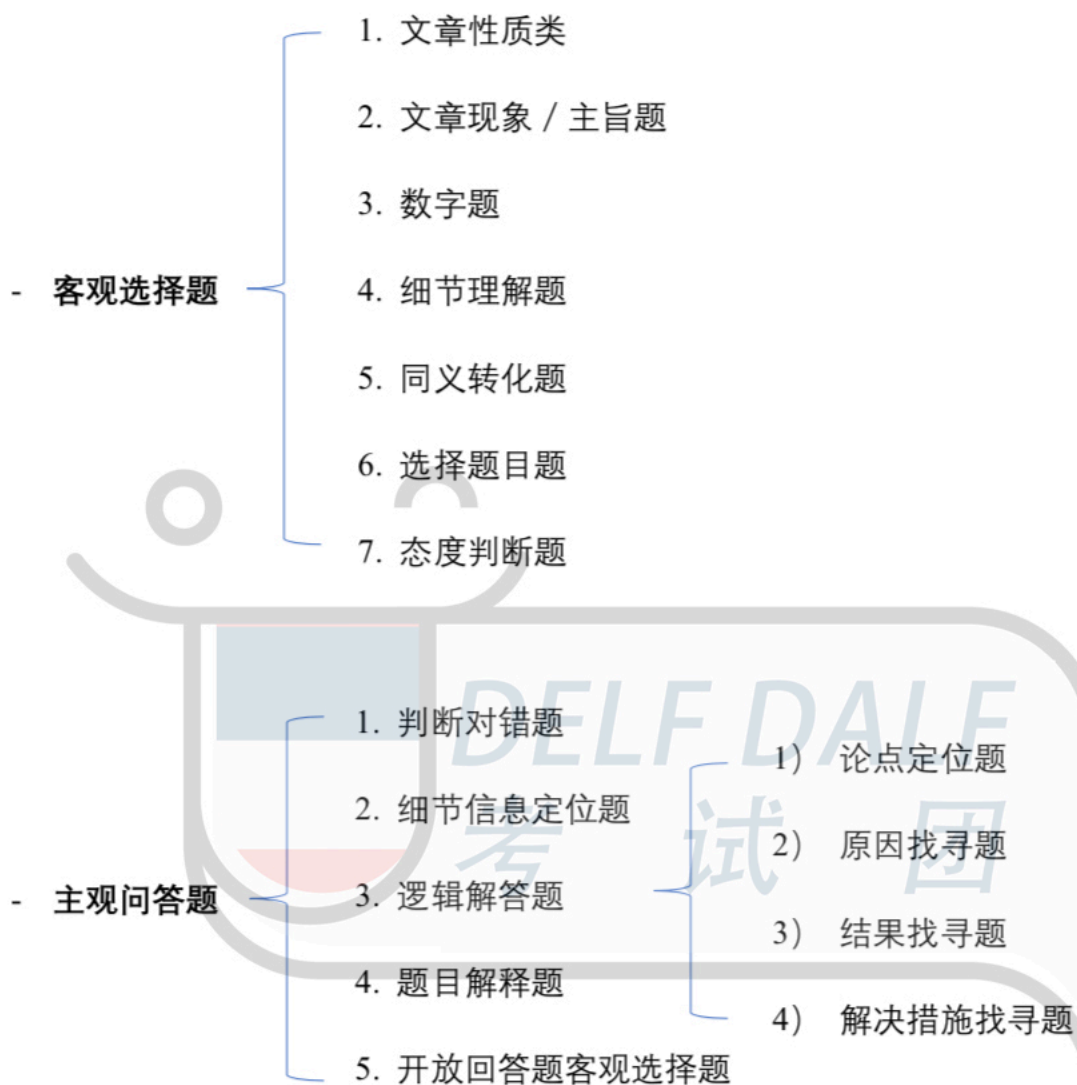 1. 文章性质类
2. 文章现象 / 主旨题
3. 数字题
- 客观选择题
4. 细节理解题
5. 同义转化题
6. 选择题目题
7. 态度判断题
DELF DALF
考 试 团
1. 判断对错题
2. 细节信息定位题
- 主观问答题
3. 逻辑解答题
1) 论点定位题
2) 原因找寻题
3) 结果找寻题
4) 解决措施找寻题
4. 题目解释题
5. 开放回答题客观选择题